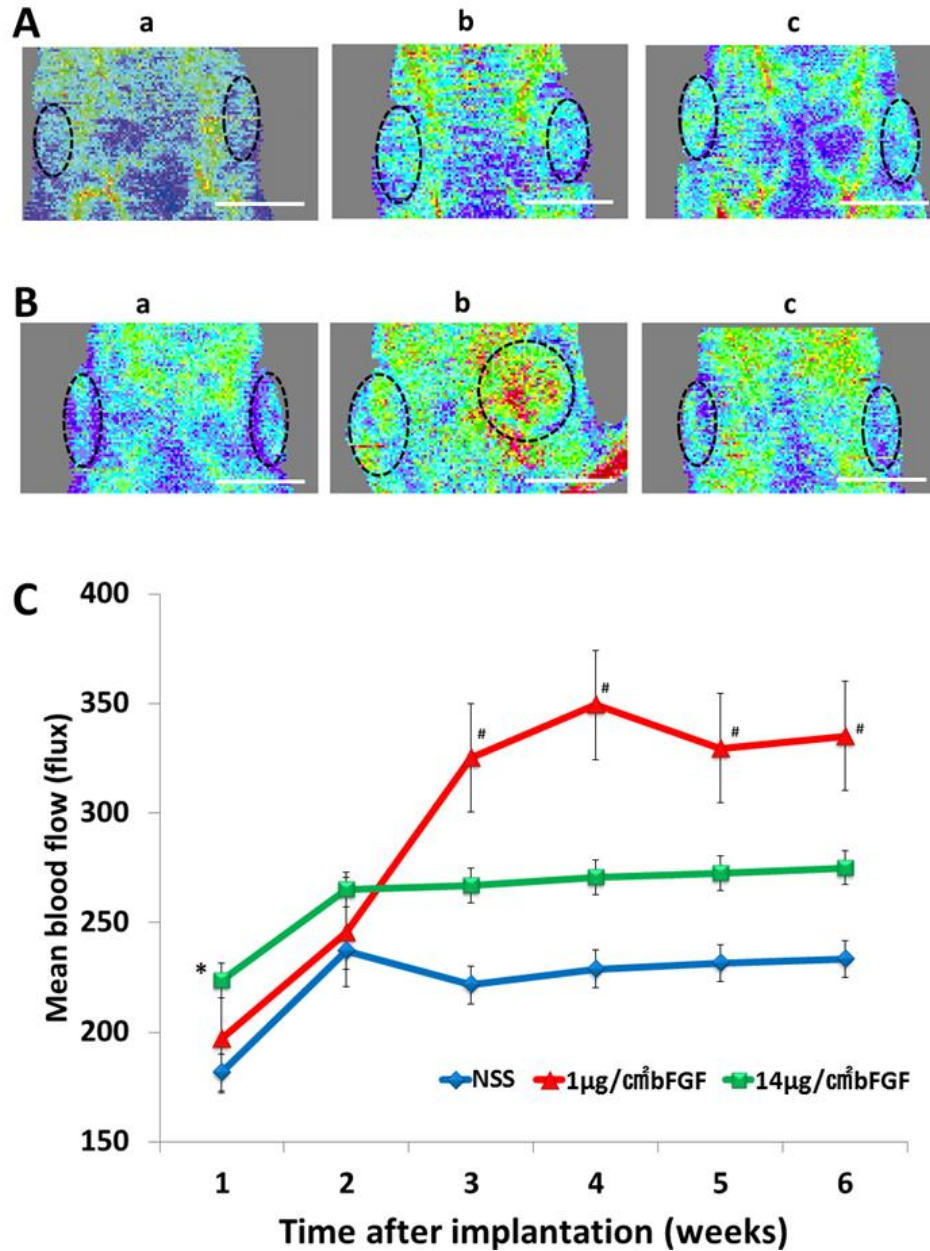 A
a b c
B
a b c
C
400
350
300
250
200
150
Mean blood flow (flux)
*
#
#
#
#
NSS 1μg/cm²bFGF 14μg/cm²bFGF
1 2 3 4 5 6
Time after implantation (weeks)